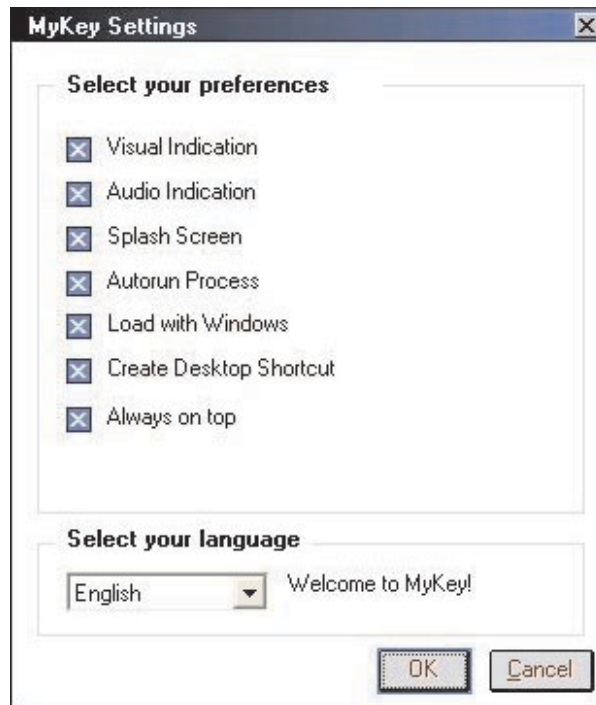 MyKey Settings
Select your preferences
Visual Indication
Audio Indication
Splash Screen
Autorun Process
Load with Windows
Create Desktop Shortcut
Always on top
Select your language
English
Welcome to MyKey!
OK
Cancel